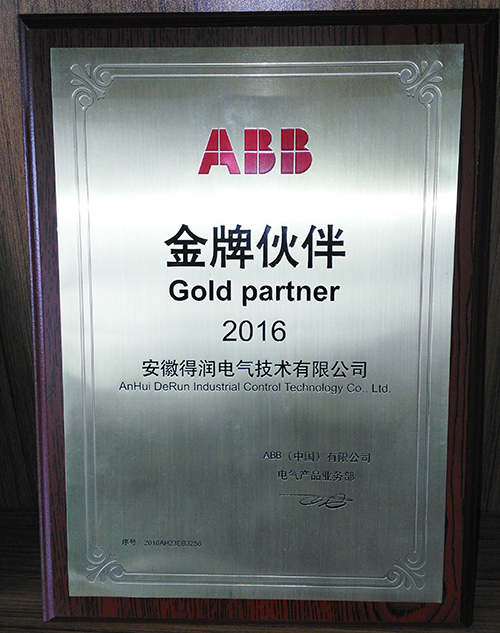 ABB
金牌伙伴
Gold partner
2016
安徽得润电气技术有限公司
AnHui DeRun Industrial Control Technology Co., Ltd.
ABB（中国）有限公司
电气产品业务部
序号 2016AH23EB3256